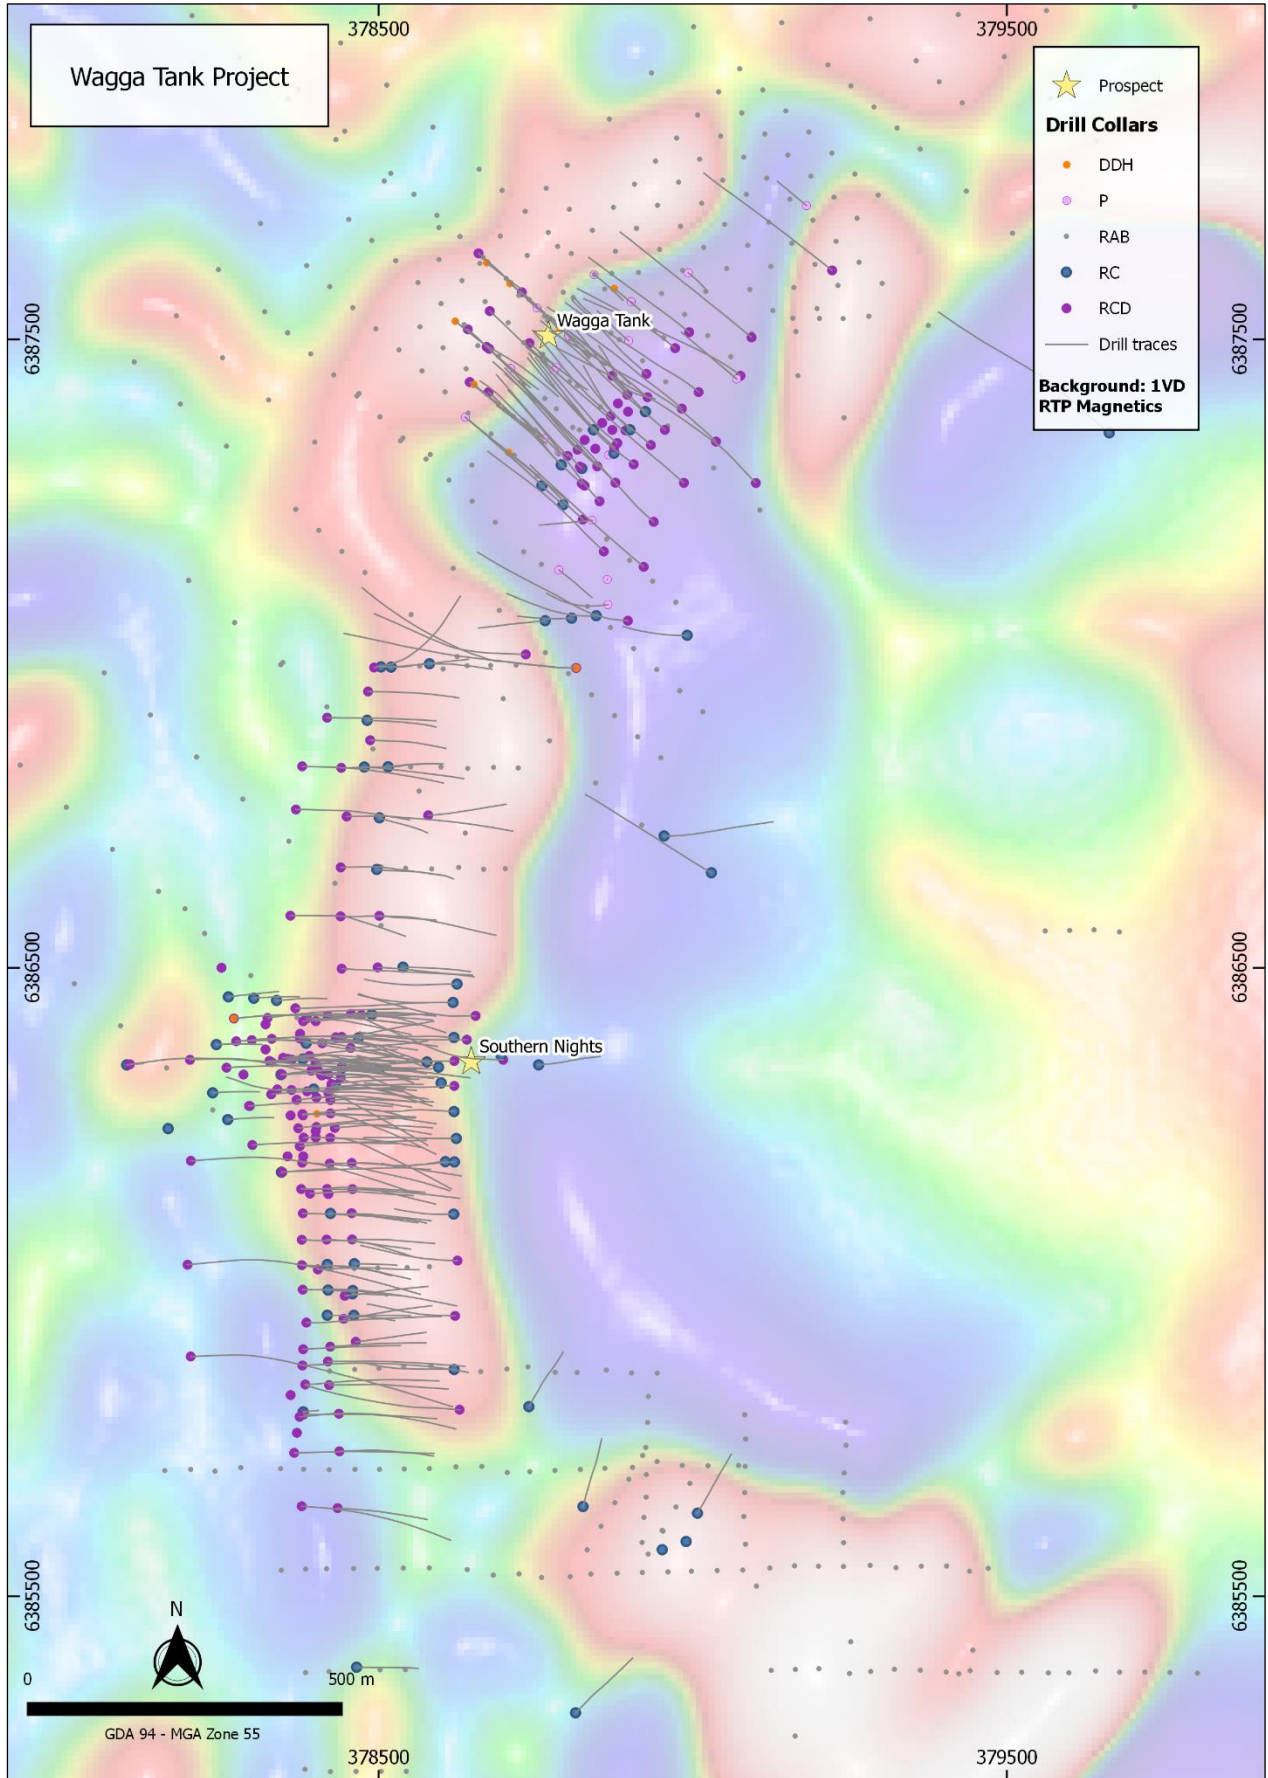 378500
379500
Wagga Tank Project
Prospect
Drill Collars
DDH
P
RAB
RC
RCD
Drill traces
Background: 1VD
RTP Magnetics
6387500
6387500
Wagga Tank
6386500
6386500
Southern Nights
6385500
6385500
N
0
500 m
GDA 94 - MGA Zone 55
378500
379500